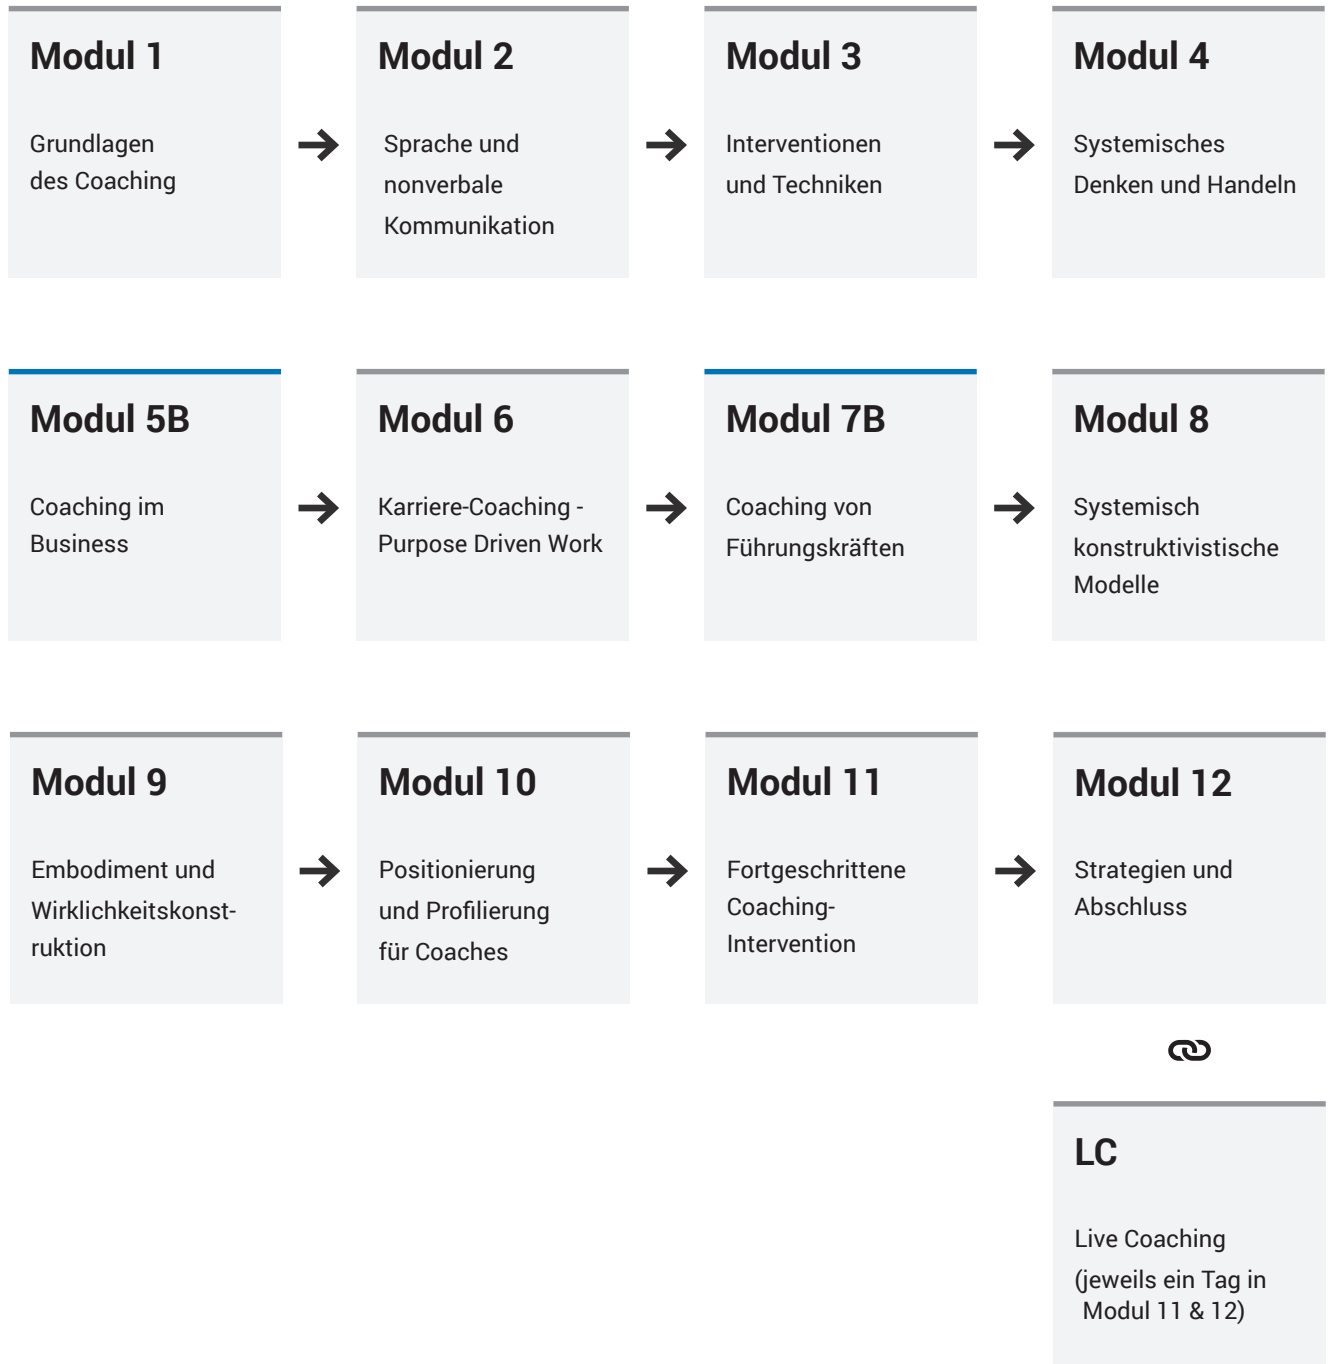 Modul 1
Grundlagen
des Coaching
Modul 2
Sprache und
nonverbale
Kommunikation
Modul 3
Interventionen
und Techniken
Modul 4
Systemisches
Denken und Handeln
Modul 5B
Coaching im
Business
Modul 6
Karriere-Coaching -
Purpose Driven Work
Modul 7B
Coaching von
Führungskräften
Modul 8
Systemisch
konstruktivistische
Modelle
Modul 9
Embodiment und
Wirklichkeitskonst-
ruktion
Modul 10
Positionierung
und Profilierung
für Coaches
Modul 11
Fortgeschrittene
Coaching-
Intervention
Modul 12
Strategien und
Abschluss
LC
Live Coaching
(jeweils ein Tag in
Modul 11 & 12)